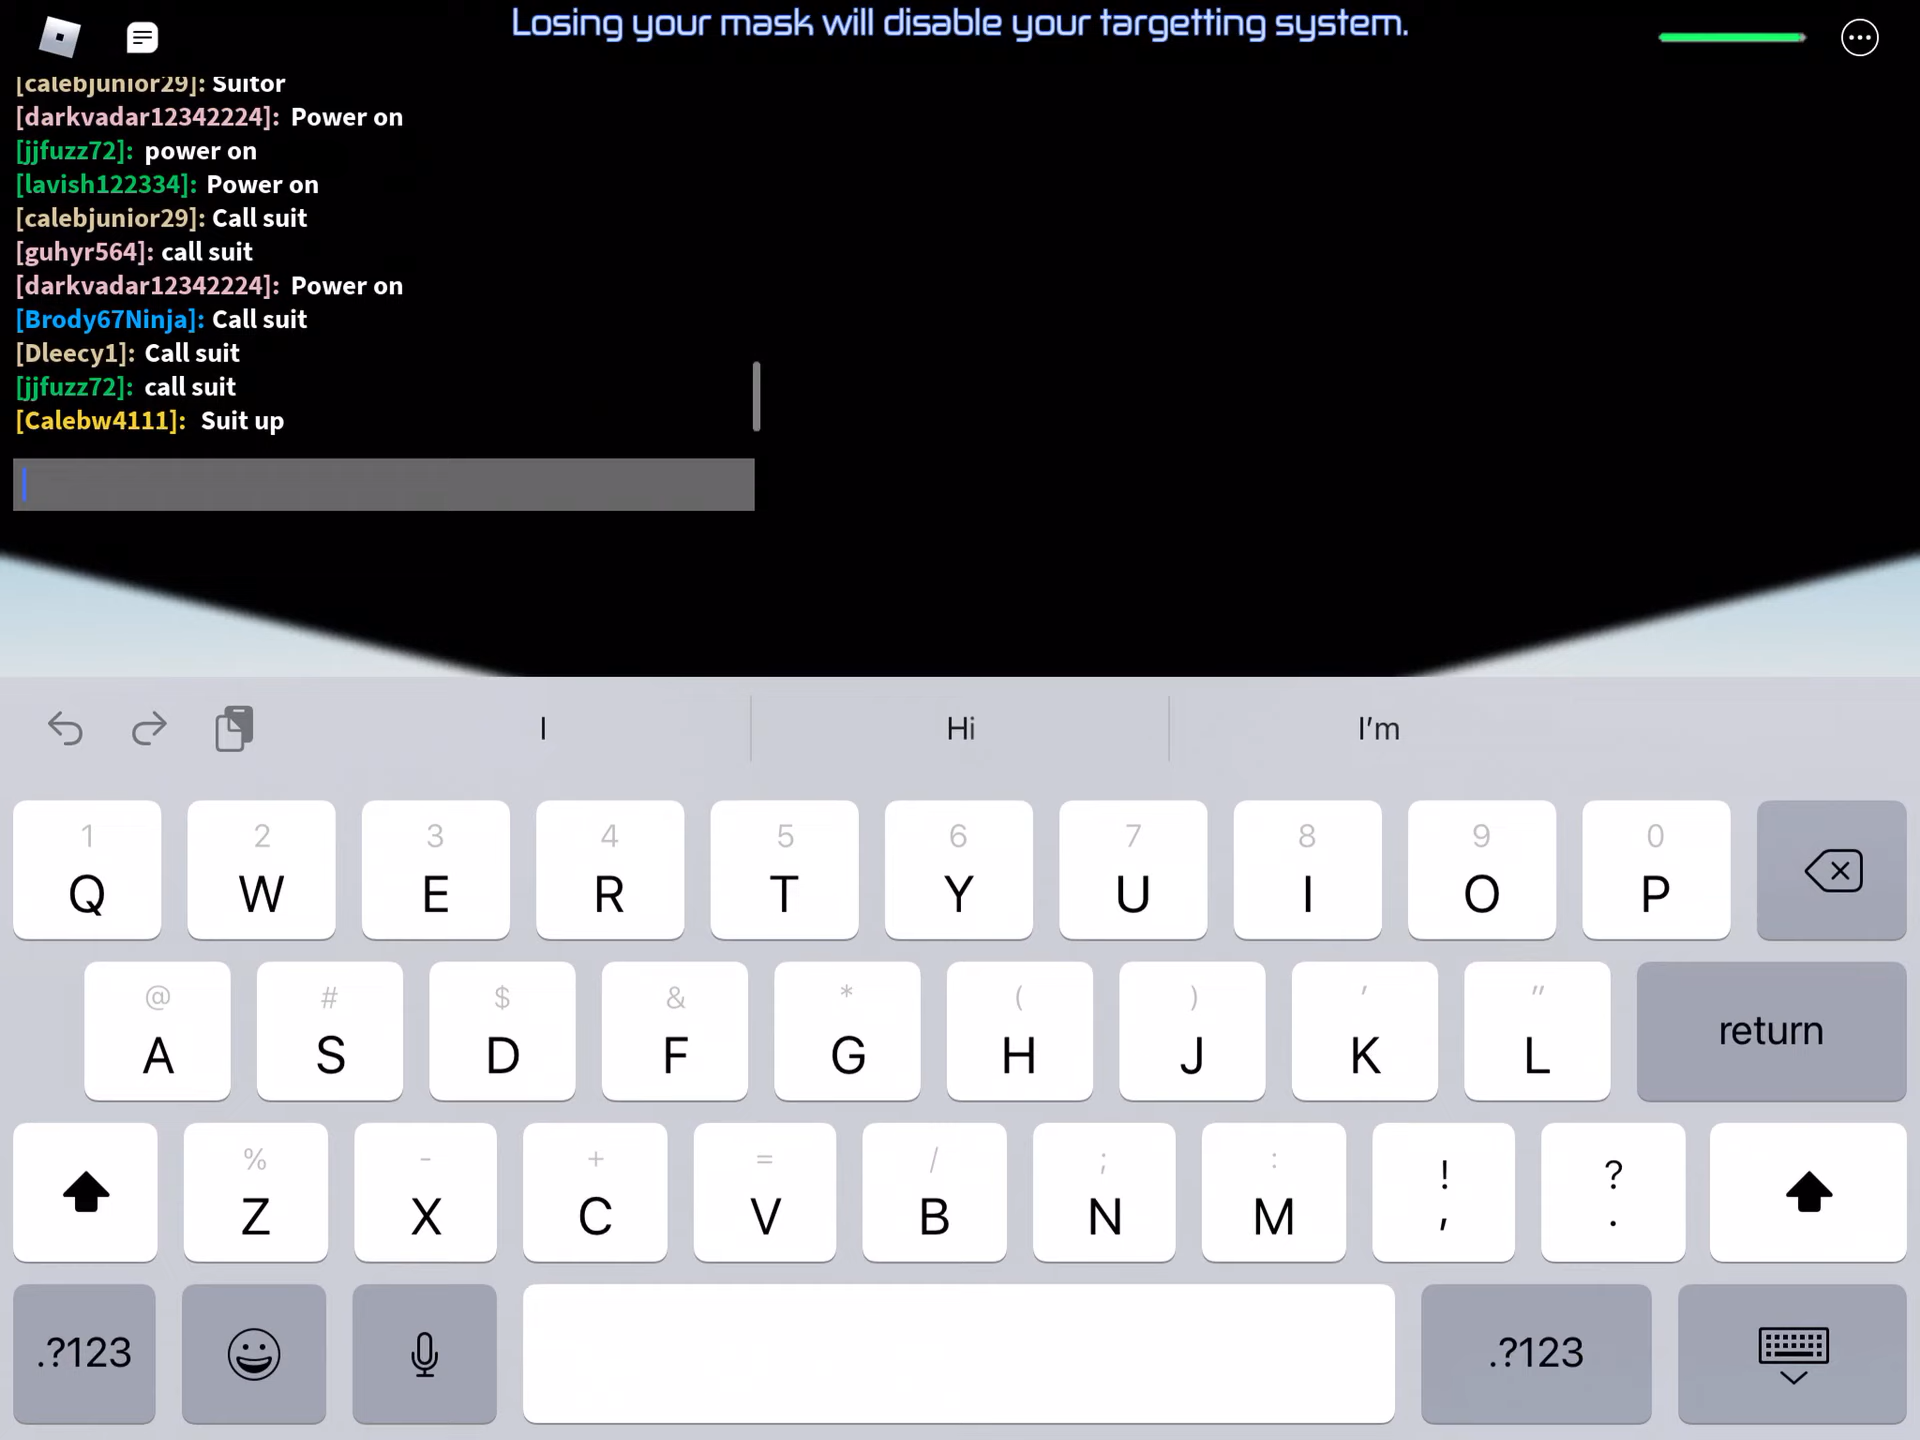 Losing your mask will disable your targetting system.
[calebjunior29]: Suitor
[darkvadar12342224]: Power on
[jjfuzz72]: power on
[lavish122334]: Power on
[calebjunior29]: Call suit
[guhyr564]: call suit
[darkvadar12342224]: Power on
[Brody67Ninja]: Call suit
[Dleecy1]: Call suit
[jjfuzz72]: call suit
[Calebw4111]: Suit up
I Hi I’m
1 2 3 4 5 6 7 8 9 0
Q W E R T Y U I O P
@ # $ & * ( ) ' "
A S D F G H J K L return
% - + = / ; : ! ?
Z X C V B N M , .
.?123 .?123